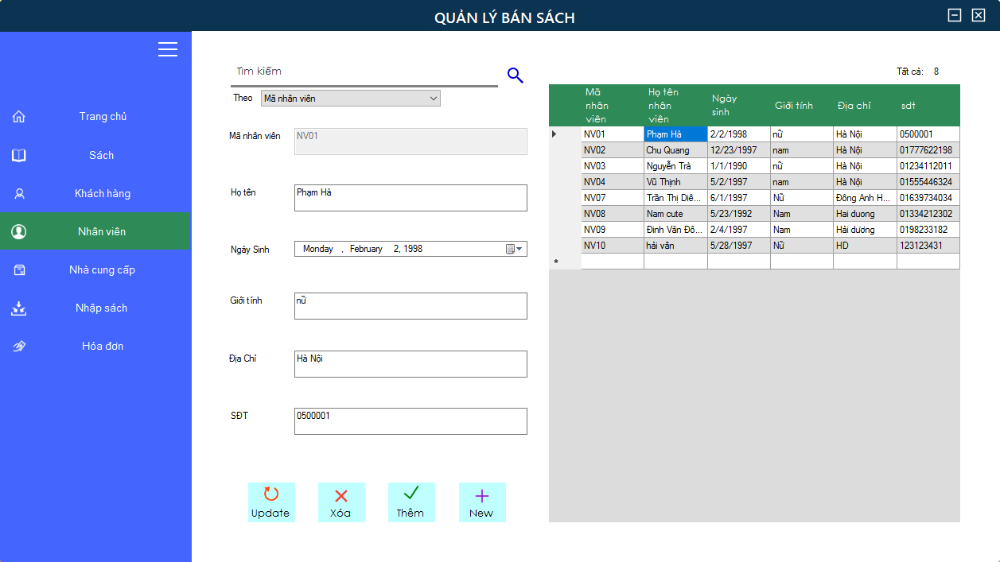 QUẢN LÝ BÁN SÁCH
Trang chủ
Sách
Khách hàng
Nhân viên
Nhà cung cấp
Nhập sách
Hóa đơn
Tìm kiếm
Theo Mã nhân viên
Mã nhân viên NV01
Họ tên Phạm Hà
Ngày Sinh Monday , February 2, 1998
Giới tính nữ
Địa Chỉ Hà Nội
SĐT 0500001
Update Xóa Thêm New
Tất cả: 8
Mã nhân viên Họ tên nhân viên Ngày sinh Giới tính Địa chỉ sdt
NV01 Phạm Hà 2/2/1998 nữ Hà Nội 0500001
NV02 Chu Quang 12/23/1997 nam Hà Nội 01777622198
NV03 Nguyễn Trà 1/1/1990 nữ Hà Nội 01234112011
NV04 Vũ Thịnh 5/2/1997 nam Hà Nội 01555446324
NV07 Trần Thị Diê... 6/1/1997 Nữ Đông Anh H... 01639734034
NV08 Nam cute 5/23/1992 Nam Hai duong 01334212302
NV09 Đinh Văn Đô... 2/4/1997 Nam Hải dương 0198233182
NV10 hải vân 5/28/1997 Nữ HD 123123431